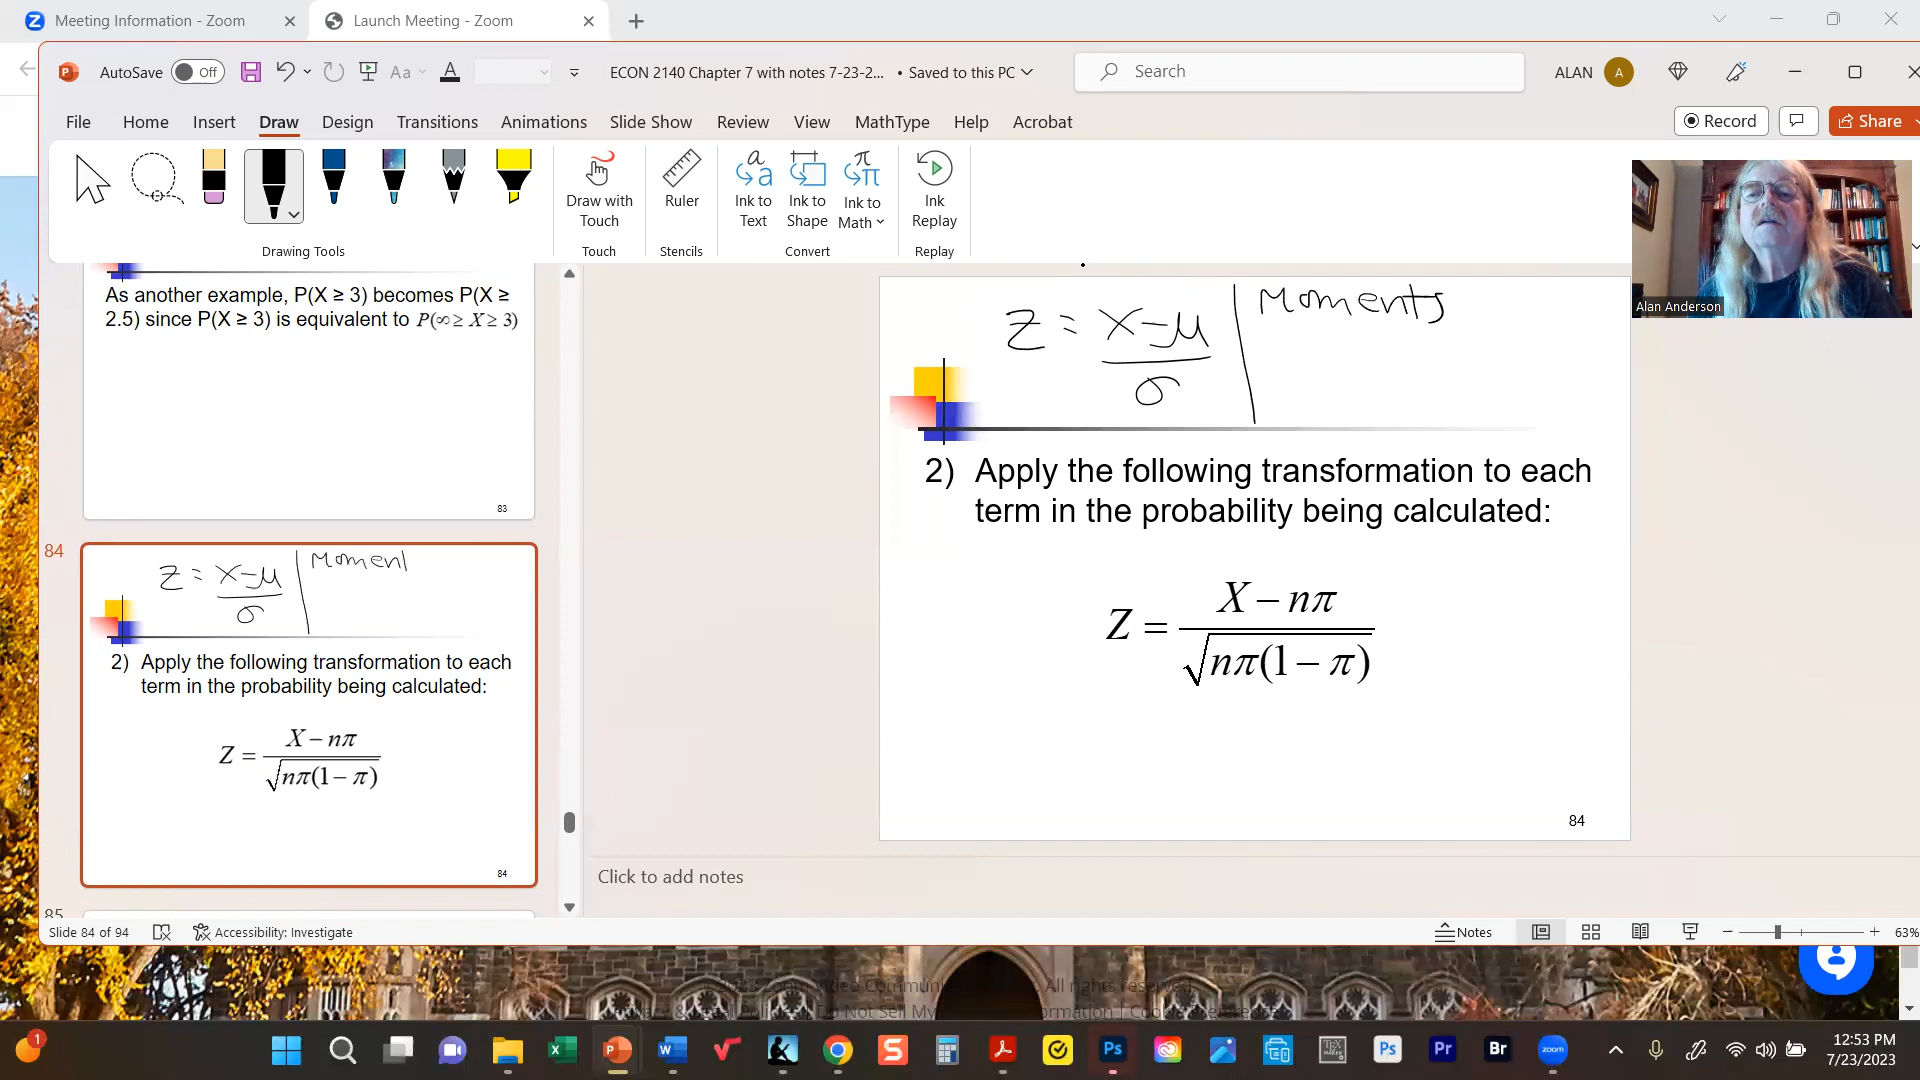 Meeting Information - Zoom
Launch Meeting - Zoom
AutoSave Off
Aa
A
ECON 2140 Chapter 7 with notes 7-23-2... • Saved to this PC
Search
ALAN A
File Home Insert Draw Design Transitions Animations Slide Show Review View MathType Help Acrobat
Record
Share
Draw with Touch
Ruler
Ink to Text
Ink to Shape
Ink to Math
Ink Replay
Drawing Tools
Touch
Stencils
Convert
Replay
Alan Anderson
As another example, P(X ≥ 3) becomes P(X ≥
2.5) since P(X ≥ 3) is equivalent to P(∞ ≥ X ≥ 3)
83
84
z = x-μ / σ | Moment
2) Apply the following transformation to each
term in the probability being calculated:
Z = X − nπ / √nπ(1 − π)
84
85
z = x-μ / σ | Moments
2) Apply the following transformation to each
term in the probability being calculated:
Z = X − nπ / √nπ(1 − π)
84
Click to add notes
Slide 84 of 94
Accessibility: Investigate
Notes
63%
1
zoom
Ps
Pr
Br
12:53 PM
7/23/2023